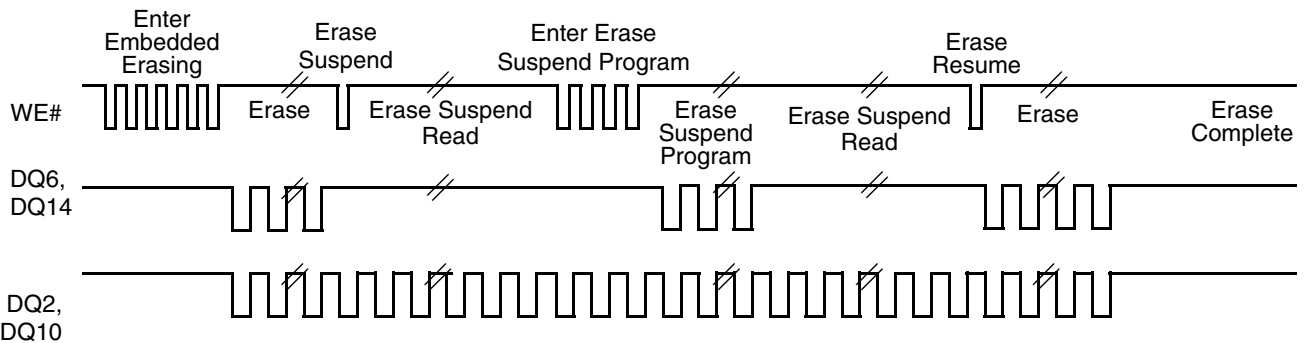 Enter
Embedded
Erasing
Erase
Suspend
Enter Erase
Suspend Program
Erase
Resume
WE#
Erase
Erase Suspend
Read
Erase
Suspend
Program
Erase Suspend
Read
Erase
Erase
Complete
DQ6,
DQ14
DQ2,
DQ10